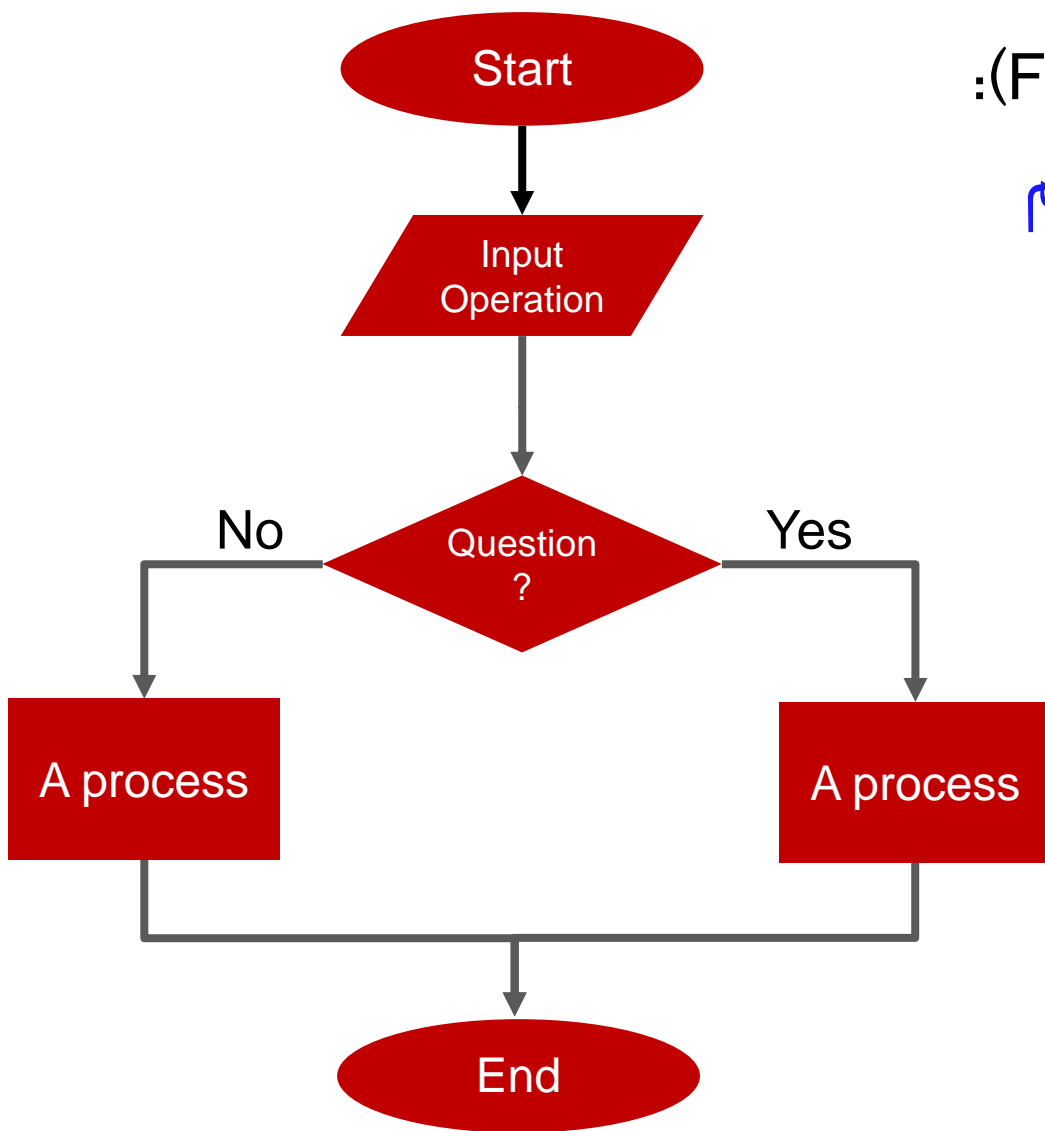 Start
:(F
Input
Operation
No
Question
?
Yes
A process
A process
End